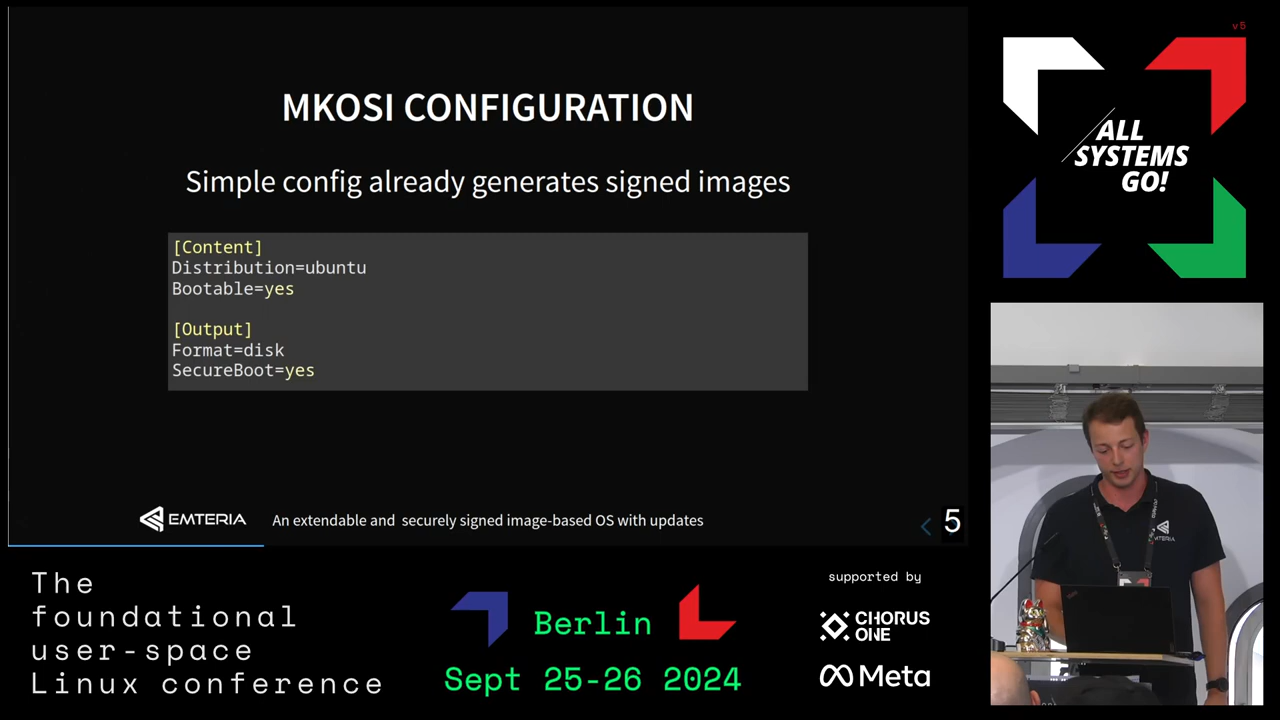 MKOSI CONFIGURATION
Simple config already generates signed images
[Content]
Distribution=ubuntu
Bootable=yes
[Output]
Format=disk
SecureBoot=yes
EMTERIA
An extendable and securely signed image-based OS with updates
5
v5
ALL
SYSTEMS
GO!
EMTERIA
The
foundational
user-space
Linux conference
Berlin
Sept 25-26 2024
supported by
CHORUS
ONE
Meta